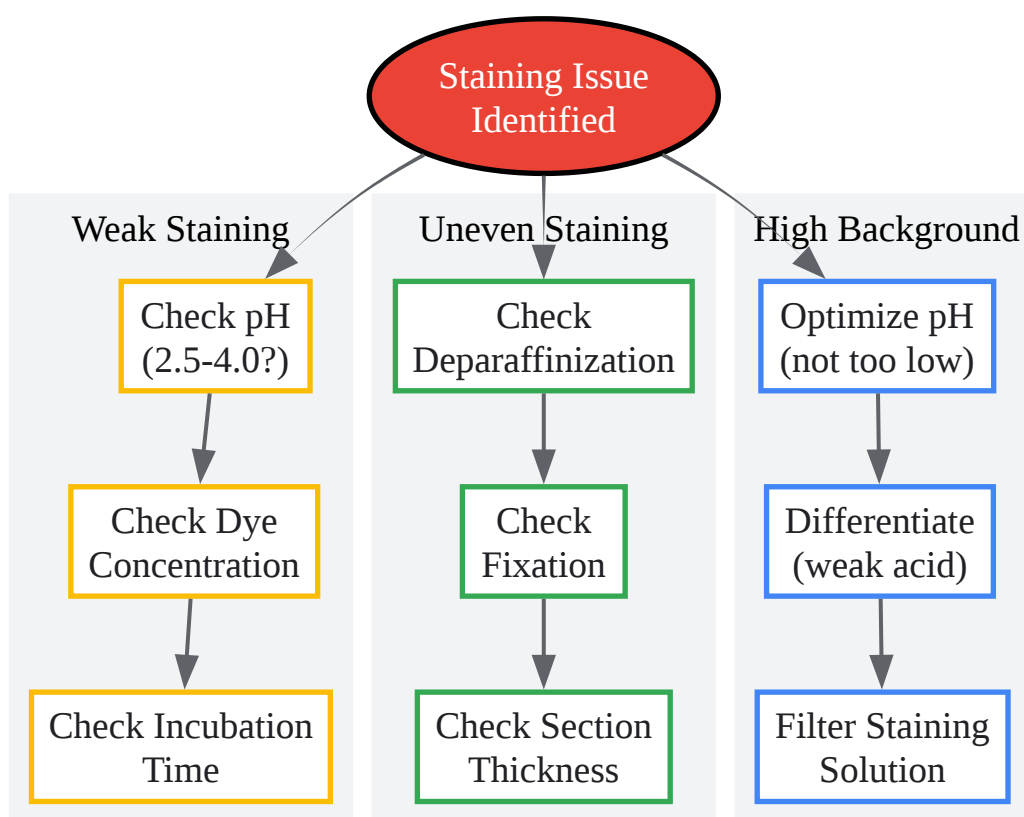 Staining Issue
Identified
Weak Staining
Check pH
(2.5-4.0?)
Check Dye
Concentration
Check Incubation
Time
Uneven Staining
Check
Deparaffinization
Check
Fixation
Check Section
Thickness
High Background
Optimize pH
(not too low)
Differentiate
(weak acid)
Filter Staining
Solution